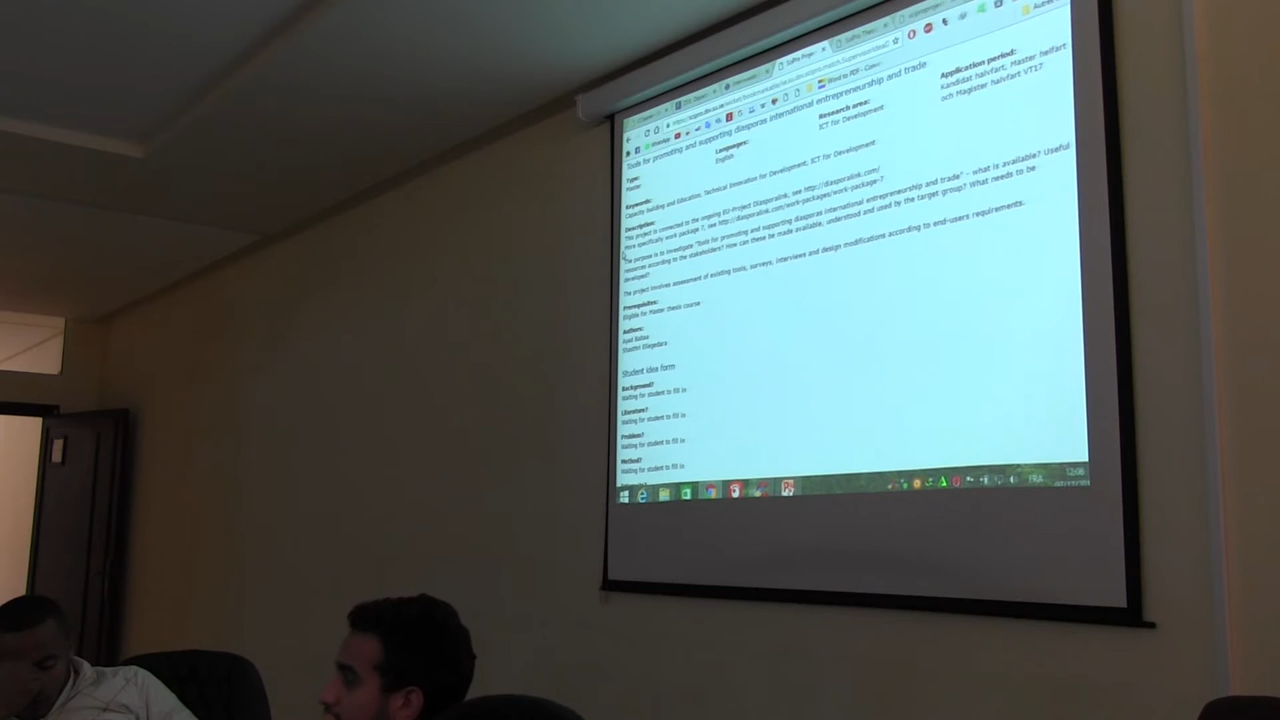 Tools for promoting and supporting diasporas international entrepreneurship and trade
Type:
Master
Languages:
English
Research area:
ICT for Development
Application period:
Kandidat halvfart, Master helfart
och Magister halvfart VT17
Keywords:
Capacity Building and Education, Technical Innovation for Development, ICT for Development
Description:
This project is connected to the ongoing EU-Project Diasporalink, see http://diasporalink.com/
More specifically work package 7, see http://diasporalink.com/work-packages/work-package-7
The purpose is to investigate "Tools for promoting and supporting diasporas international entrepreneurship and trade" - what is available? Useful
resources according to the stakeholders? How can these be made available, understood and used by the target group? What needs to be
developed?
The project involves assessment of existing tools, surveys, interviews and design modifications according to end-users requirements.
Prerequisites:
Eligible for Master thesis course
Authors:
Student idea form
Background?
Waiting for student to fill in
Literature?
Waiting for student to fill in
Problem?
Waiting for student to fill in
Method?
Waiting for student to fill in
FRA
12:06